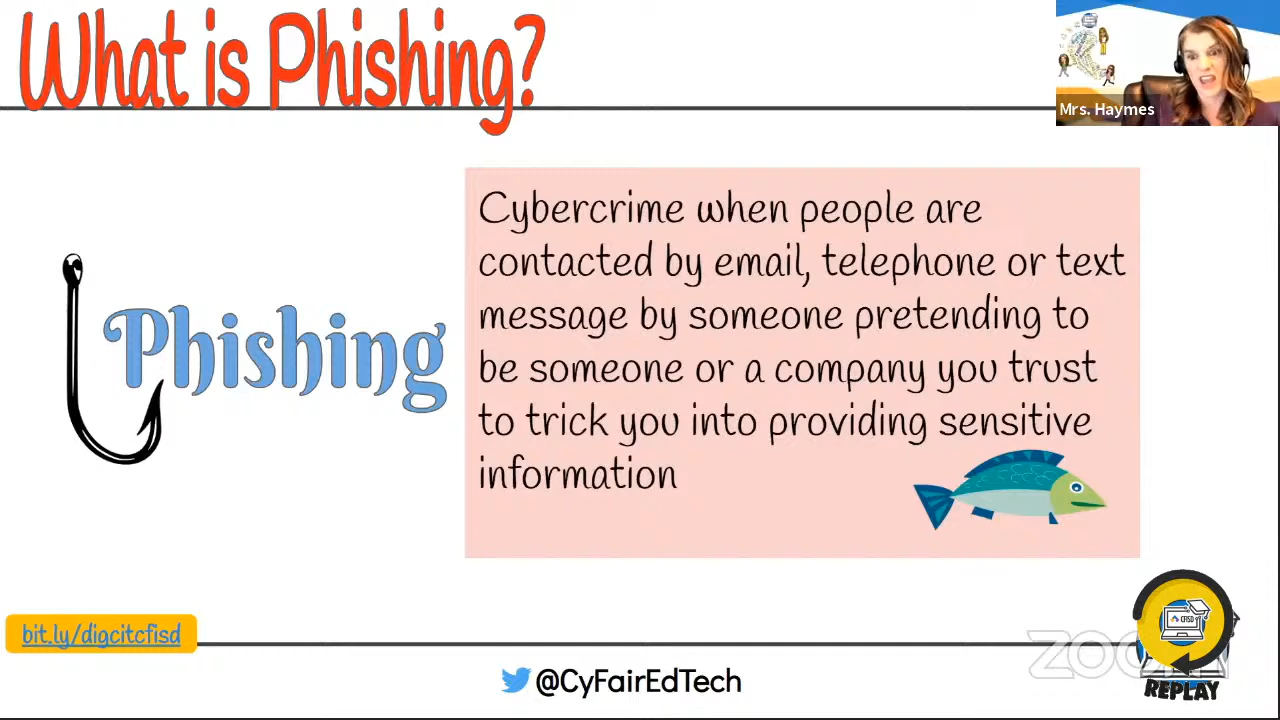 What is Phishing?
Mrs. Haymes
Phishing
Cybercrime when people are
contacted by email, telephone or text
message by someone pretending to
be someone or a company you trust
to trick you into providing sensitive
information
bit.ly/digcitcfisd
@CyFairEdTech
zoom
CFISD
REPLAY